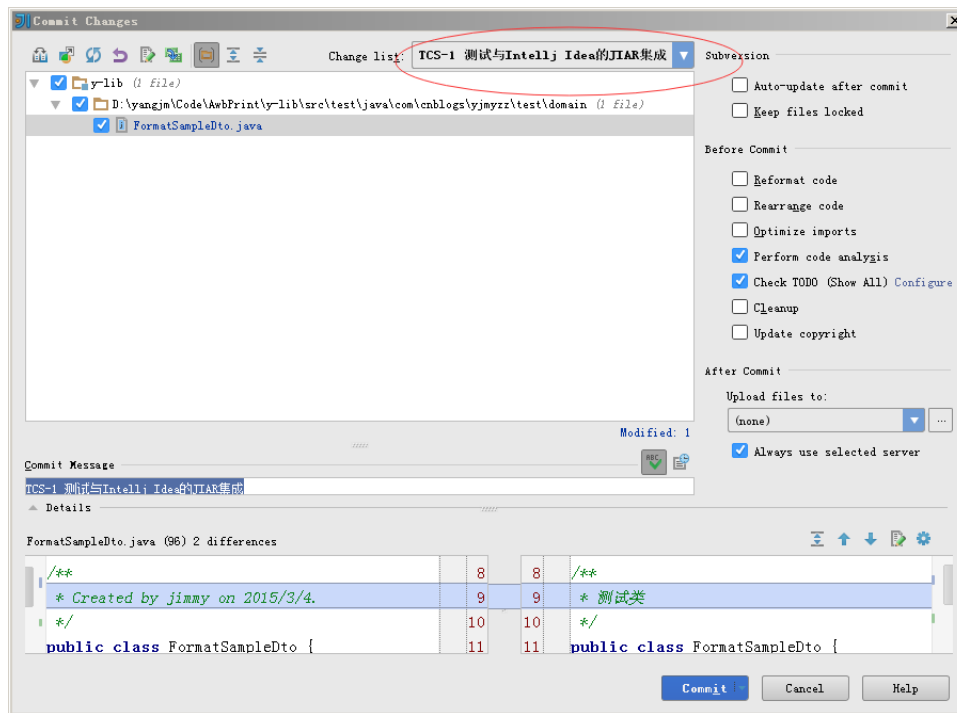 Commit Changes
Change list: TCS-1 测试与Intellj Idea的JIAR集成
Subversion
y-lib (1 file)
Auto-update after commit
D:\yangjm\Code\AwbPrint\y-lib\src\test\java\com\cnblogs\yjmyzz\test\domain (1 file)
Keep files locked
FormatSampleDto.java
Before Commit
Reformat code
Rearrange code
Optimize imports
Perform code analysis
Check TODO (Show All) Configure
Cleanup
Update copyright
After Commit
Upload files to:
(none)
...
Modified: 1
Always use selected server
Commit Message
ABC
TCS-1 测试与Intellj Idea的JIAR集成
Details
FormatSampleDto.java (96) 2 differences
/** 8 8 /**
* Created by jimmy on 2015/3/4. 9 9 * 测试类
*/ 10 10 */
public class FormatSampleDto { 11 11 public class FormatSampleDto {
Commit Cancel Help